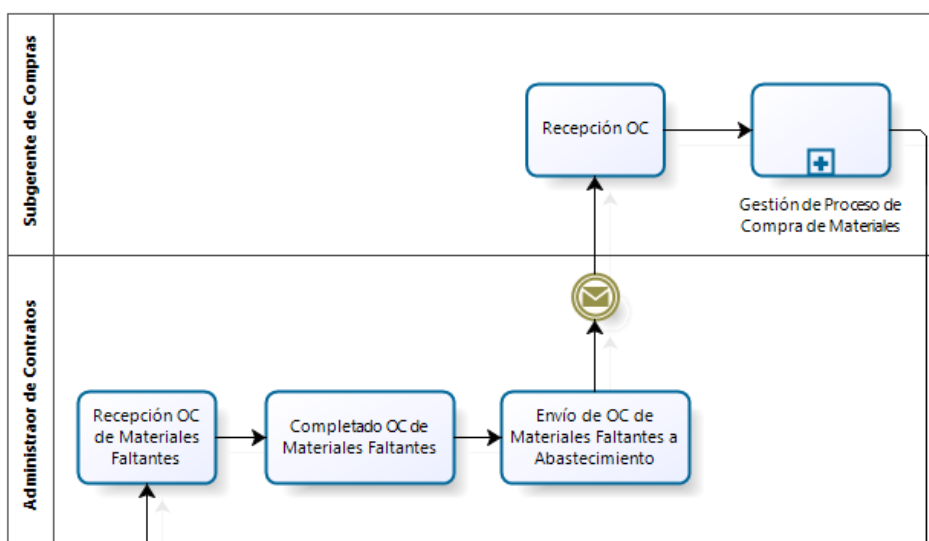 Subgerente de Compras
Recepción OC
Gestión de Proceso de
Compra de Materiales
Administraor de Contratos
Recepción OC
de Materiales
Faltantes
Completado OC de
Materiales Faltantes
Envío de OC de
Materiales Faltantes a
Abastecimiento